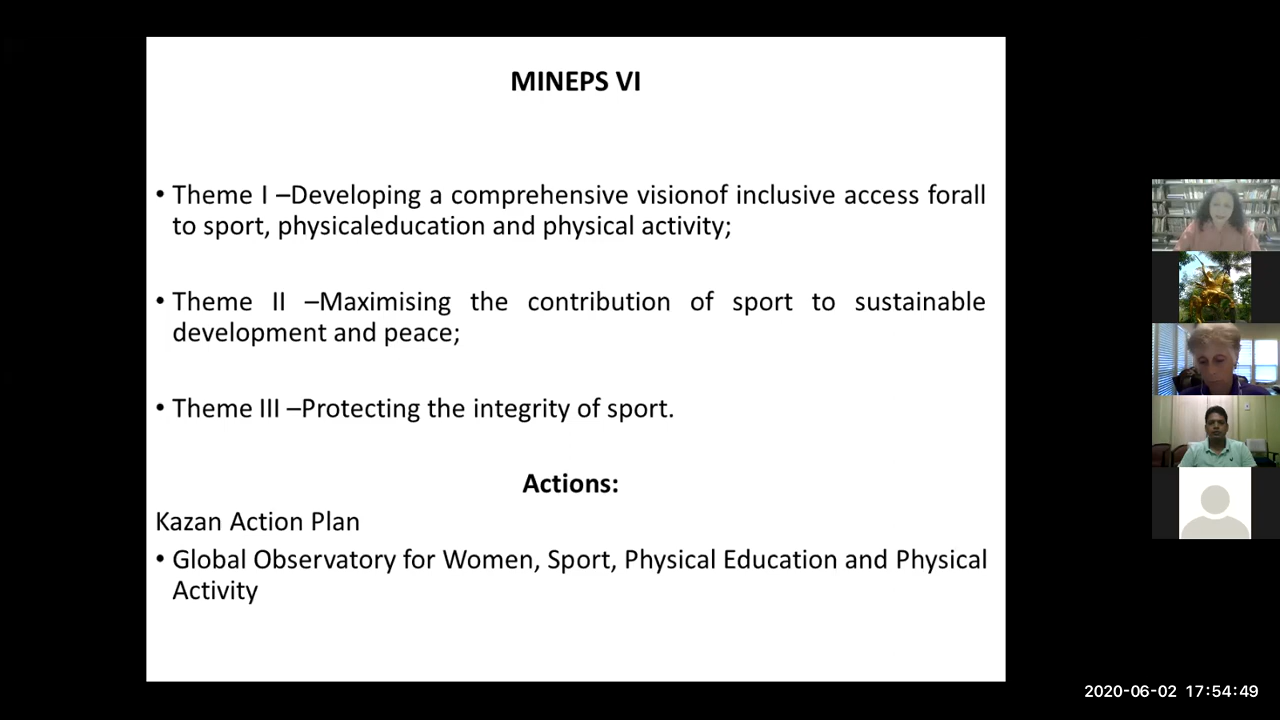 MINEPS VI
• Theme I –Developing a comprehensive visionof inclusive access forall
to sport, physicaleducation and physical activity;
• Theme II –Maximising the contribution of sport to sustainable
development and peace;
• Theme III –Protecting the integrity of sport.
Actions:
Kazan Action Plan
• Global Observatory for Women, Sport, Physical Education and Physical
Activity
2020-06-02 17:54:49